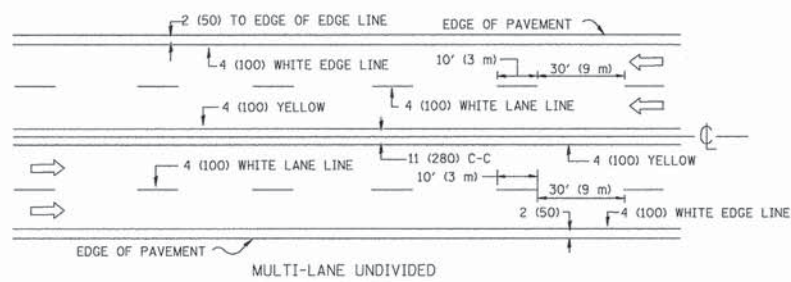 2 (50) TO EDGE OF EDGE LINE
EDGE OF PAVEMENT
4 (100) WHITE EDGE LINE
10' (3 m)
30' (9 m)
4 (100) YELLOW
4 (100) WHITE LANE LINE
CL
4 (100) WHITE LANE LINE
11 (280) C-C
4 (100) YELLOW
10' (3 m)
30' (9 m)
2 (50)
4 (100) WHITE EDGE LINE
EDGE OF PAVEMENT
MULTI-LANE UNDIVIDED